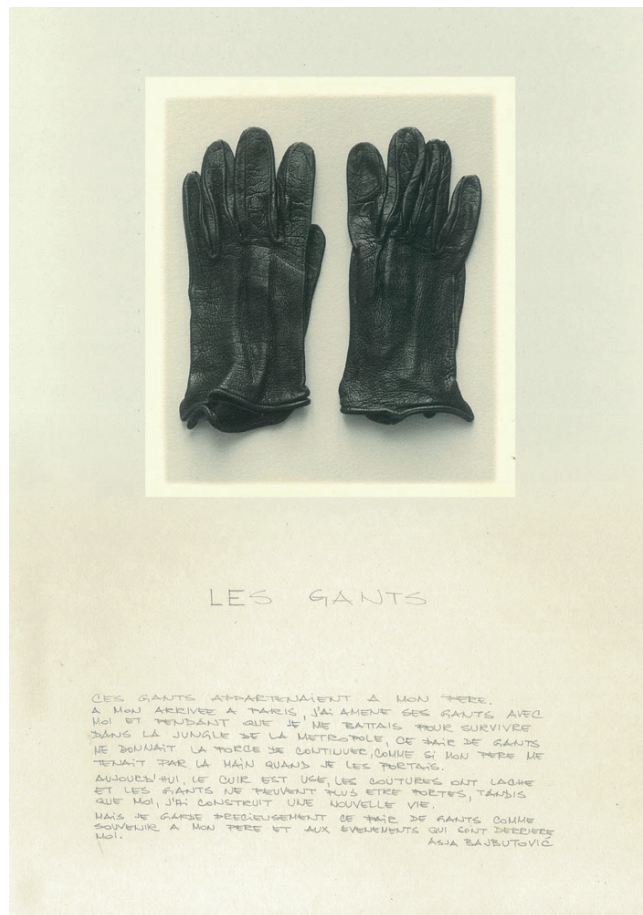 LES GANTS
CES GANTS APPARTENAIENT A MON PERE.
A MON ARRIVEE A PARIS, J'AI AMENE SES GANTS AVEC
MOI ET PENDANT QUE JE ME BATTAIS POUR SURVIVRE
DANS LA JUNGLE DE LA METROPOLE, CE PAIR DE GANTS
ME DONNAIT LA FORCE DE CONTINUER, COMME SI MON PERE ME
TENAIT PAR LA MAIN QUAND JE LES PORTAIS.
AUJOURD'HUI, LE CUIR EST USE, LES COUTURES ONT LACHE
ET LES GANTS NE PEUVENT PLUS ETRE PORTES, TANDIS
QUE MOI, J'AI CONSTRUIT UNE NOUVELLE VIE.
MAIS JE GARDE PRECIEUSEMENT CE PAIR DE GANTS COMME
SOUVENIR A MON PERE ET AUX EVENEMENTS QUI SONT DERRIERE
MOI.
ASJA BAJBUTOVIĆ